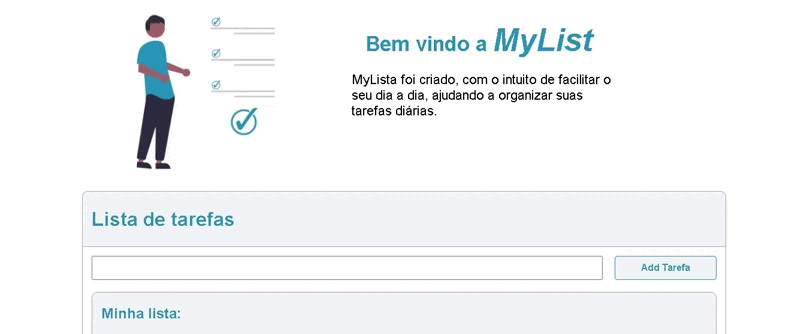 Bem vindo a MyList
MyLista foi criado, com o intuito de facilitar o
seu dia a dia, ajudando a organizar suas
tarefas diárias.
Lista de tarefas
Add Tarefa
Minha lista: